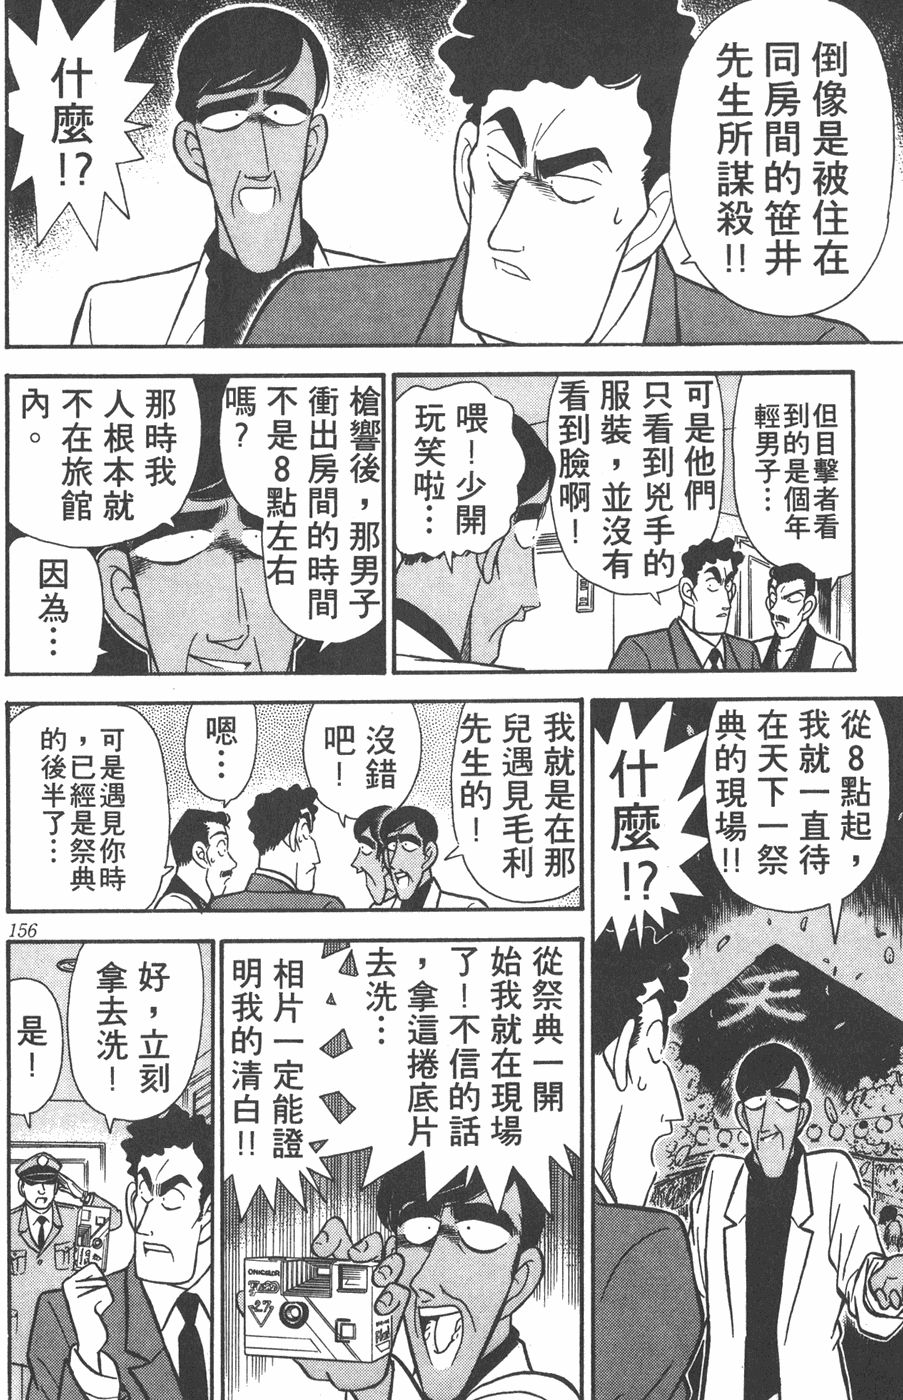 倒像是被住在
同房間的笹井
先生所謀殺!!
什麼!?
但目擊者看
到的是個年
輕男子…
可是他們
只看到兇手的
服裝，並沒有
看到臉啊！
喂！少開
玩笑啦…
槍響後，那男子
衝出房間的時間
不是8點左右
嗎？
那時我
人根本就
不在旅館
內。
因為…
從8點起，
我就一直待
在天下一祭
典的現場!!
什麼!?
天
我就是在那
兒遇見毛利
先生的！
沒錯
吧！
嗯…
可是遇見你時
，已經是祭典
的後半了…
156
從祭典一開
始我就在現場
了！不信的話
，拿這捲底片
去洗…
相片一定能證
明我的清白!!
ONICALOR
27
好，立刻
拿去洗！
是！